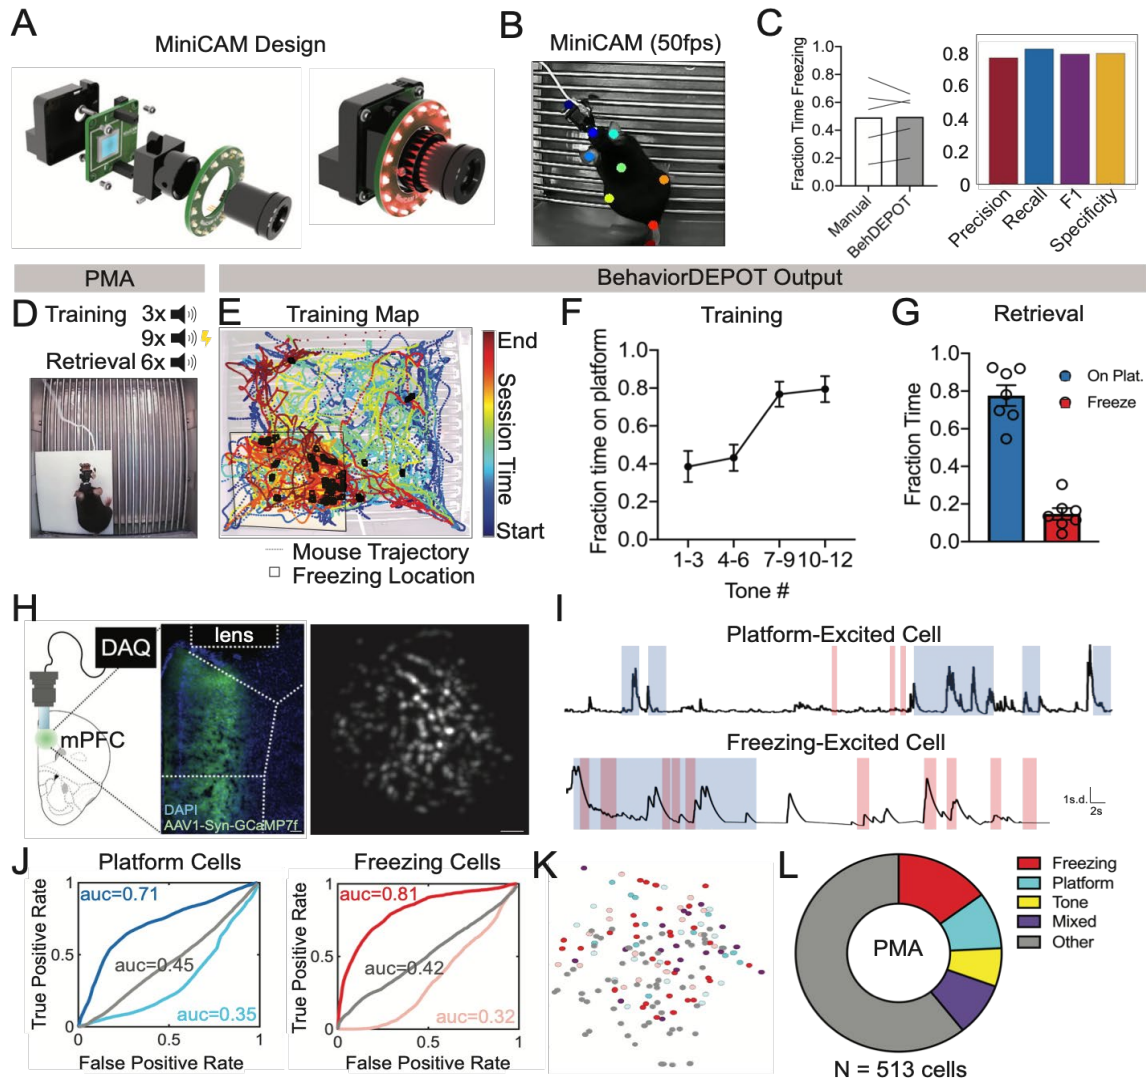 A
MiniCAM Design
B
MiniCAM (50fps)
C
Fraction Time Freezing
1.0
0.8
0.6
0.4
0.2
0.0
Manual
BehDEPOT
0.8
0.6
0.4
0.2
0
Precision
Recall
F1
Specificity
PMA
BehaviorDEPOT Output
D
Training 3x
9x
Retrieval 6x
E
Training Map
End
Session Time
Start
Mouse Trajectory
Freezing Location
F
Training
Fraction time on platform
1.0
0.8
0.6
0.4
0.2
0.0
1-3 4-6 7-9 10-12
Tone #
G
Retrieval
Fraction Time
1.0
0.8
0.6
0.4
0.2
0.0
On Plat.
Freeze
H
DAQ
mPFC
lens
DAPI
AAV1-Syn-GCaMP7f
I
Platform-Excited Cell
Freezing-Excited Cell
1s.d.
2s
J
Platform Cells
True Positive Rate
1
0.5
0
auc=0.71
auc=0.45
auc=0.35
0.5 1
False Positive Rate
Freezing Cells
True Positive Rate
1
0.5
0
auc=0.81
auc=0.42
auc=0.32
0.5 1
False Positive Rate
K
L
PMA
Freezing
Platform
Tone
Mixed
Other
N = 513 cells